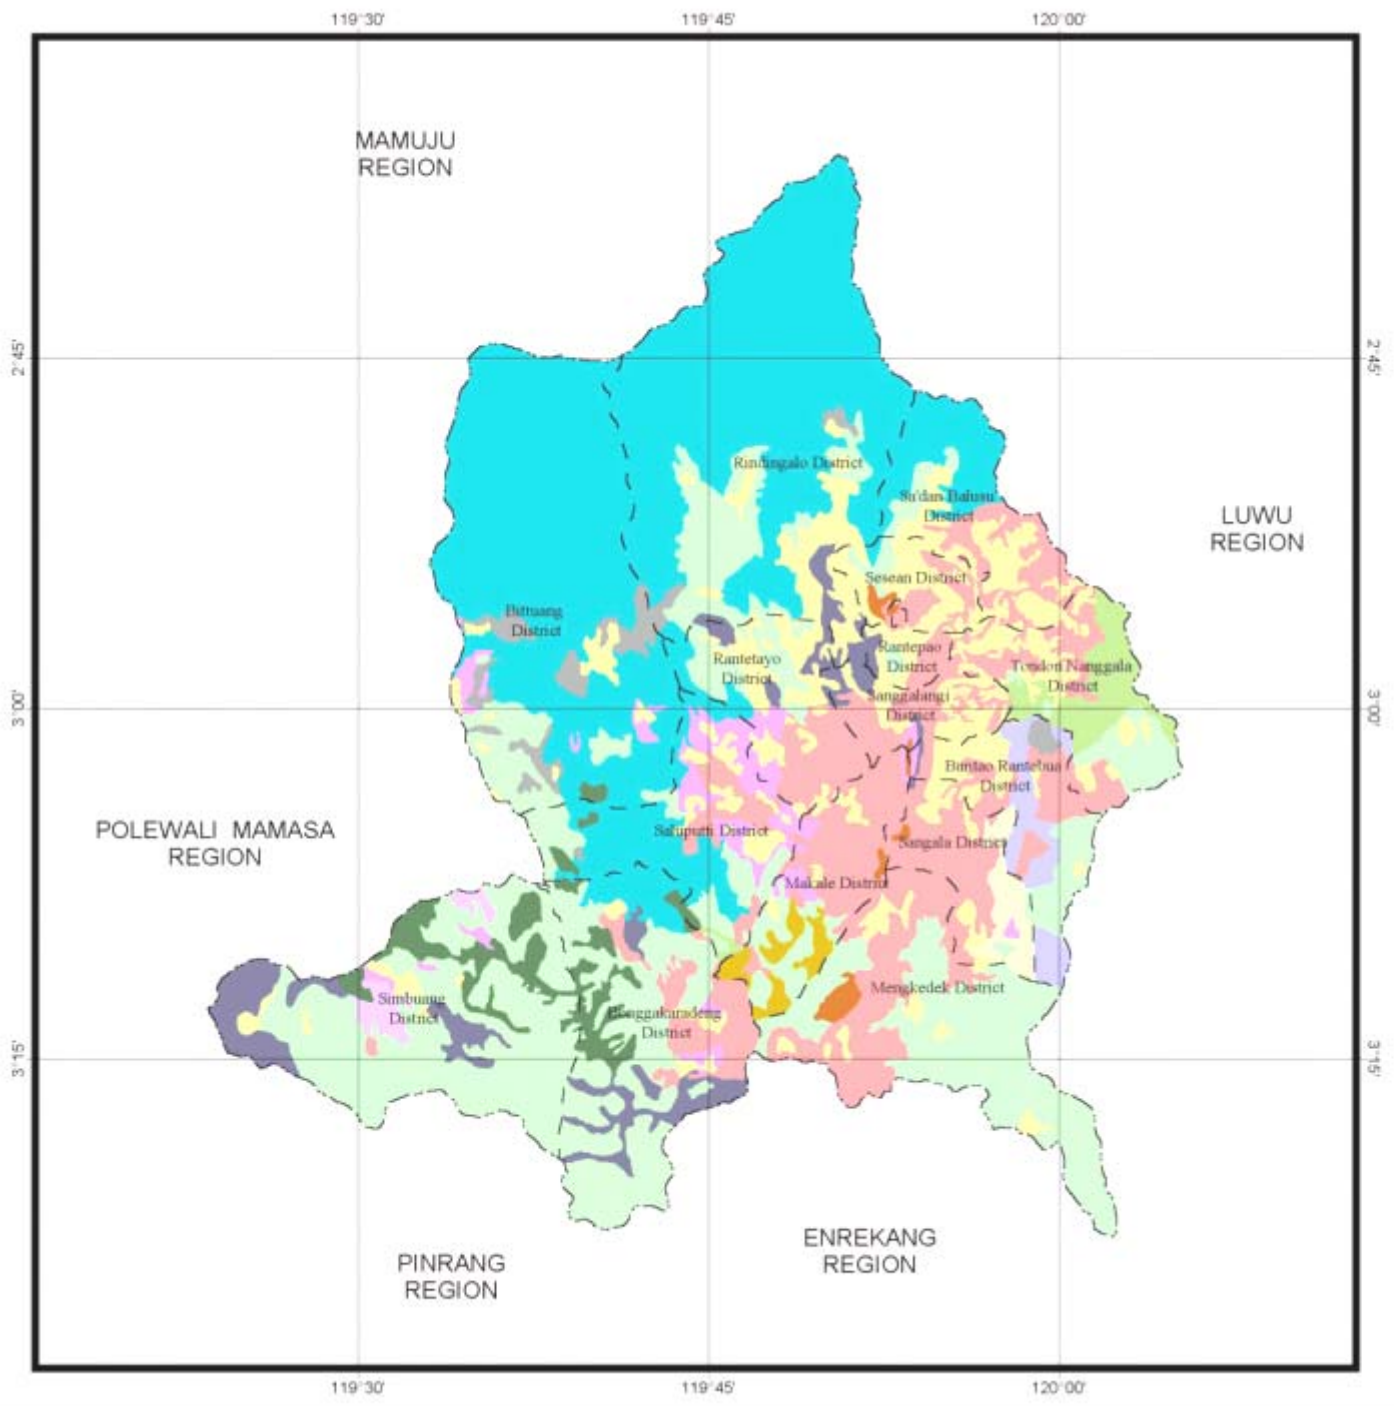 119°30'
119°45'
120°00'
MAMUJU
REGION
2°45'
2°45'
Rindingalo District
Su'dan Balusu
District
LUWU
REGION
Sesean District
Bittuang
District
Rantepao
District
Rantetayo
District
Tondon Nanggala
District
Sanggalangi
District
3°00'
3°00'
Buntao Rantebua
District
POLEWALI MAMASA
REGION
Saluputti District
Sangala District
Makale District
Mengkedek District
Simbuang
District
Bonggakaradeng
District
3°15'
3°15'
ENREKANG
REGION
PINRANG
REGION
119°30'
119°45'
120°00'